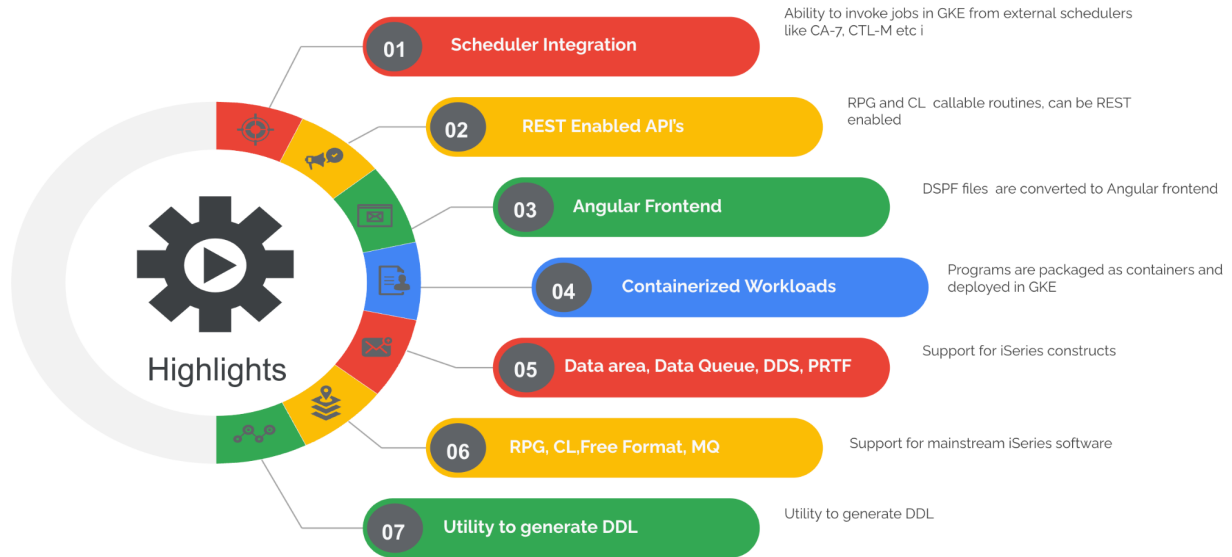 Ability to invoke jobs in GKE from external schedulers
like CA-7, CTL-M etc i
01
Scheduler Integration
RPG and CL callable routines, can be REST
enabled
02
REST Enabled API's
DSPF files are converted to Angular frontend
03
Angular Frontend
Programs are packaged as containers and
deployed in GKE
04
Containerized Workloads
Support for iSeries constructs
05
Data area, Data Queue, DDS, PRTF
Highlights
Support for mainstream iSeries software
06
RPG, CL,Free Format, MQ
Utility to generate DDL
07
Utility to generate DDL